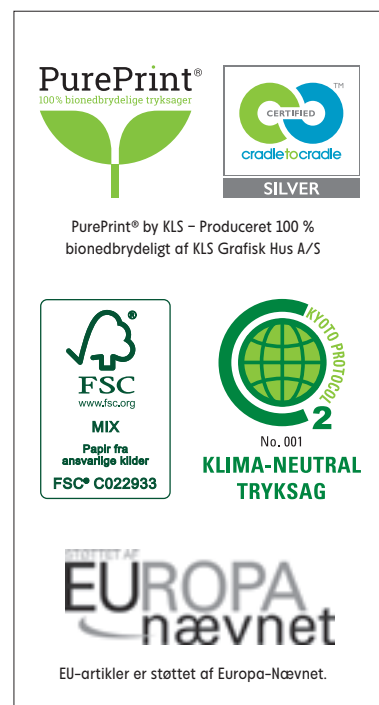 PurePrint®
100% bionedbrydelige tryksager
CERTIFIED
TM
cradletocradle
SILVER
PurePrint® by KLS – Produceret 100 %
bionedbrydeligt af KLS Grafisk Hus A/S
®
FSC
www.fsc.org
MIX
Papir fra
ansvarlige kilder
FSC® C022933
KYOTO PROTOCOL
2
No. 001
KLIMA-NEUTRAL
TRYKSAG
STØTTET AF
EUROPA
nævnet
EU-artikler er støttet af Europa-Nævnet.